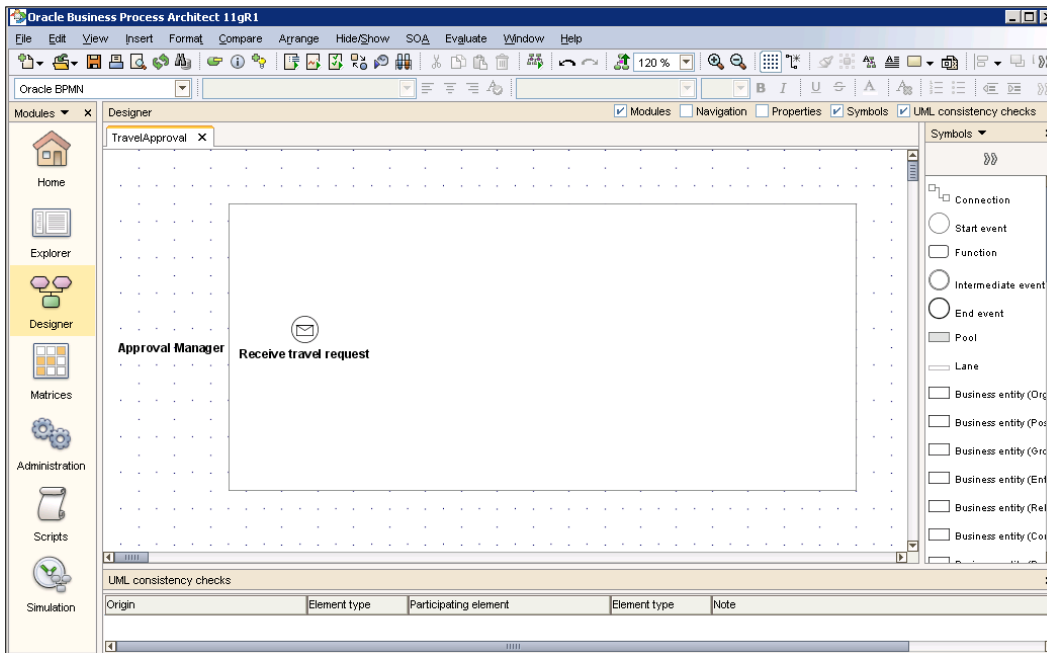 Oracle Business Process Architect 11gR1
File Edit View Insert Format Compare Arrange Hide/Show SOA Evaluate Window Help
120 %
Oracle BPMN
B I U S A
Modules Designer Modules Navigation Properties Symbols UML consistency checks
TravelApproval Symbols
Home
Connection
Start event
Explorer
Function
Intermediate event
Designer
End event
Pool
Approval Manager
Receive travel request
Lane
Matrices
Business entity (Org
Business entity (Pos
Administration
Business entity (Gro
Business entity (Ent
Business entity (Rel
Scripts
Business entity (Cor
UML consistency checks
Simulation
Origin Element type Participating element Element type Note